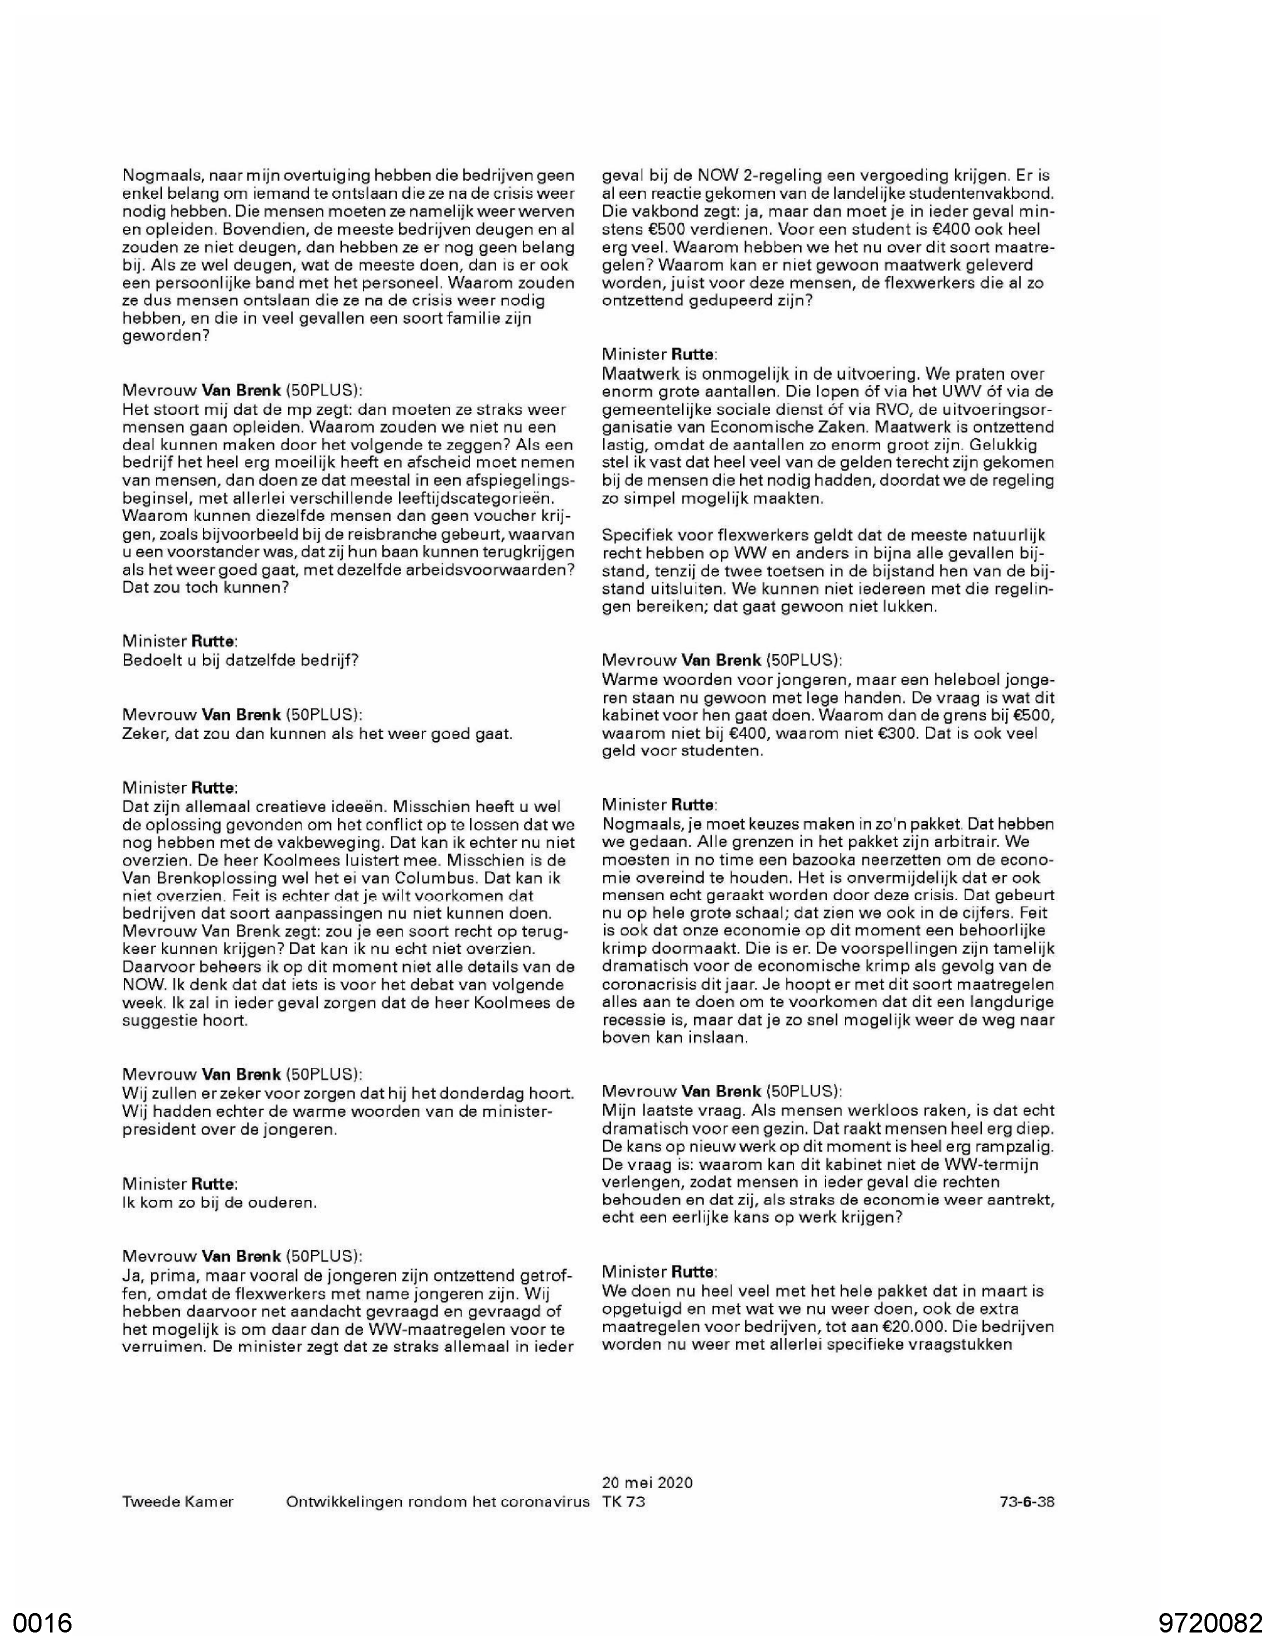 Nogmaals, naar mijn overtuiging hebben die bedrijven geen
enkel belang om iemand te ontslaan die ze na de crisis weer
nodig hebben. Die mensen moeten ze namelijk weer werven
en opleiden. Bovendien, de meeste bedrijven deugen en al
zouden ze niet deugen, dan hebben ze er nog geen belang
bij. Als ze wel deugen, wat de meeste doen, dan is er ook
een persoonlijke band met het personeel. Waarom zouden
ze dus mensen ontslaan die ze na de crisis weer nodig
hebben, en die in veel gevallen een soort familie zijn
geworden?
Mevrouw Van Brenk (50PLUS):
Het stoort mij dat de mp zegt: dan moeten ze straks weer
mensen gaan opleiden. Waarom zouden we niet nu een
deal kunnen maken door het volgende te zeggen? Als een
bedrijf het heel erg moeilijk heeft en afscheid moet nemen
van mensen, dan doen ze dat meestal in een afspiegelings-
beginsel, met allerlei verschillende leeftijdscategorieën.
Waarom kunnen diezelfde mensen dan geen voucher krij-
gen, zoals bijvoorbeeld bij de reisbranche gebeurt, waarvan
u een voorstander was, dat zij hun baan kunnen terugkrijgen
als het weer goed gaat, met dezelfde arbeidsvoorwaarden?
Dat zou toch kunnen?
Minister Rutte:
Bedoelt u bij datzelfde bedrijf?
Mevrouw Van Brenk (50PLUS):
Zeker, dat zou dan kunnen als het weer goed gaat.
Minister Rutte:
Dat zijn allemaal creatieve ideeën. Misschien heeft u wel
de oplossing gevonden om het conflict op te lossen dat we
nog hebben met de vakbeweging. Dat kan ik echter nu niet
overzien. De heer Koolmees luistert mee. Misschien is de
Van Brenkoplossing wel het ei van Columbus. Dat kan ik
niet overzien. Feit is echter dat je wilt voorkomen dat
bedrijven dat soort aanpassingen nu niet kunnen doen.
Mevrouw Van Brenk zegt: zou je een soort recht op terug-
keer kunnen krijgen? Dat kan ik nu echt niet overzien.
Daarvoor beheers ik op dit moment niet alle details van de
NOW. Ik denk dat dat iets is voor het debat van volgende
week. Ik zal in ieder geval zorgen dat de heer Koolmees de
suggestie hoort.
Mevrouw Van Brenk (50PLUS):
Wij zullen er zeker voor zorgen dat hij het donderdag hoort.
Wij hadden echter de warme woorden van de minister-
president over de jongeren.
Minister Rutte:
Ik kom zo bij de ouderen.
Mevrouw Van Brenk (50PLUS):
Ja, prima, maar vooral de jongeren zijn ontzettend getrof-
fen, omdat de flexwerkers met name jongeren zijn. Wij
hebben daarvoor net aandacht gevraagd en gevraagd of
het mogelijk is om daar dan de WW-maatregelen voor te
verruimen. De minister zegt dat ze straks allemaal in ieder
geval bij de NOW 2-regeling een vergoeding krijgen. Er is
al een reactie gekomen van de landelijke studentenvakbond.
Die vakbond zegt: ja, maar dan moet je in ieder geval min-
stens €500 verdienen. Voor een student is €400 ook heel
erg veel. Waarom hebben we het nu over dit soort maatre-
gelen? Waarom kan er niet gewoon maatwerk geleverd
worden, juist voor deze mensen, de flexwerkers die al zo
ontzettend gedupeerd zijn?
Minister Rutte:
Maatwerk is onmogelijk in de uitvoering. We praten over
enorm grote aantallen. Die lopen óf via het UWV óf via de
gemeentelijke sociale dienst óf via RVO, de uitvoeringsor-
ganisatie van Economische Zaken. Maatwerk is ontzettend
lastig, omdat de aantallen zo enorm groot zijn. Gelukkig
stel ik vast dat heel veel van de gelden terecht zijn gekomen
bij de mensen die het nodig hadden, doordat we de regeling
zo simpel mogelijk maakten.
Specifiek voor flexwerkers geldt dat de meeste natuurlijk
recht hebben op WW en anders in bijna alle gevallen bij-
stand, tenzij de twee toetsen in de bijstand hen van de bij-
stand uitsluiten. We kunnen niet iedereen met die regelin-
gen bereiken; dat gaat gewoon niet lukken.
Mevrouw Van Brenk (50PLUS):
Warme woorden voor jongeren, maar een heleboel jonge-
ren staan nu gewoon met lege handen. De vraag is wat dit
kabinet voor hen gaat doen. Waarom dan de grens bij €500,
waarom niet bij €400, waarom niet €300. Dat is ook veel
geld voor studenten.
Minister Rutte:
Nogmaals, je moet keuzes maken in zo'n pakket. Dat hebben
we gedaan. Alle grenzen in het pakket zijn arbitrair. We
moesten in no time een bazooka neerzetten om de econo-
mie overeind te houden. Het is onvermijdelijk dat er ook
mensen echt geraakt worden door deze crisis. Dat gebeurt
nu op hele grote schaal; dat zien we ook in de cijfers. Feit
is ook dat onze economie op dit moment een behoorlijke
krimp doormaakt. Die is er. De voorspellingen zijn tamelijk
dramatisch voor de economische krimp als gevolg van de
coronacrisis dit jaar. Je hoopt er met dit soort maatregelen
alles aan te doen om te voorkomen dat dit een langdurige
recessie is, maar dat je zo snel mogelijk weer de weg naar
boven kan inslaan.
Mevrouw Van Brenk (50PLUS):
Mijn laatste vraag. Als mensen werkloos raken, is dat echt
dramatisch voor een gezin. Dat raakt mensen heel erg diep.
De kans op nieuw werk op dit moment is heel erg rampzalig.
De vraag is: waarom kan dit kabinet niet de WW-termijn
verlengen, zodat mensen in ieder geval die rechten
behouden en dat zij, als straks de economie weer aantrekt,
echt een eerlijke kans op werk krijgen?
Minister Rutte:
We doen nu heel veel met het hele pakket dat in maart is
opgetuigd en met wat we nu weer doen, ook de extra
maatregelen voor bedrijven, tot aan €20.000. Die bedrijven
worden nu weer met allerlei specifieke vraagstukken
20 mei 2020
Tweede Kamer Ontwikkelingen rondom het coronavirus TK 73 73-6-38
0016 9720082